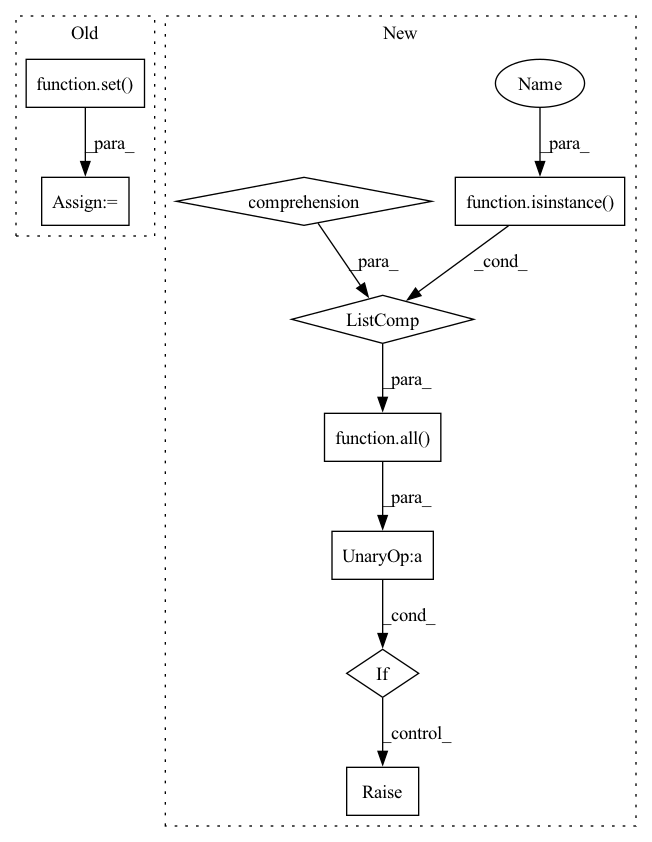 Old
New
function.set()
Name
_para_
_para_
Assign:=
comprehension
function.isinstance()
_para_
_cond_
ListComp
_para_
function.all()
_para_
UnaryOp:a
_cond_
If
_control_
Raise